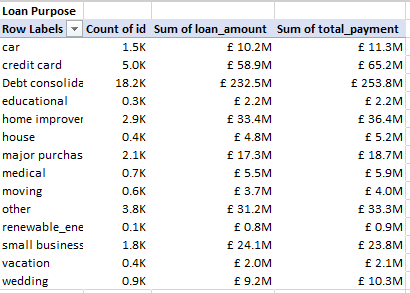 Loan Purpose
Row Labels Count of id Sum of loan_amount Sum of total_payment
car 1.5K £ 10.2M £ 11.3M
credit card 5.0K £ 58.9M £ 65.2M
Debt consolida 18.2K £ 232.5M £ 253.8M
educational 0.3K £ 2.2M £ 2.2M
home improver 2.9K £ 33.4M £ 36.4M
house 0.4K £ 4.8M £ 5.2M
major purchas 2.1K £ 17.3M £ 18.7M
medical 0.7K £ 5.5M £ 5.9M
moving 0.6K £ 3.7M £ 4.0M
other 3.8K £ 31.2M £ 33.3M
renewable_ene 0.1K £ 0.8M £ 0.9M
small business 1.8K £ 24.1M £ 23.8M
vacation 0.4K £ 2.0M £ 2.1M
wedding 0.9K £ 9.2M £ 10.3M